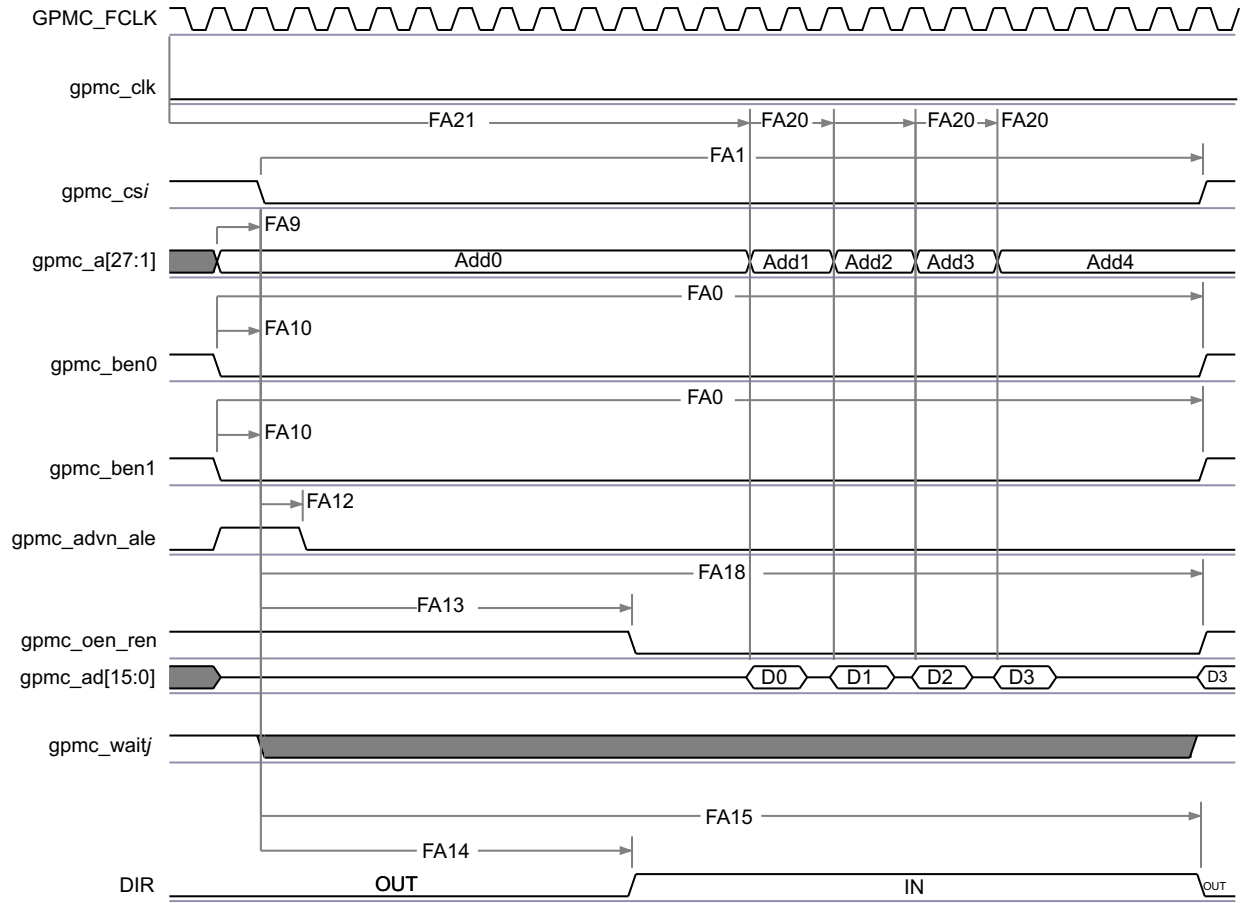 GPMC_FCLK
gpmc_clk
FA21 FA20 FA20 FA20
FA1
gpmc_csi
FA9
gpmc_a[27:1] Add0 Add1 Add2 Add3 Add4
FA0
FA10
gpmc_ben0
FA0
FA10
gpmc_ben1
FA12
gpmc_advn_ale
FA18
FA13
gpmc_oen_ren
gpmc_ad[15:0] D0 D1 D2 D3 D3
gpmc_waitj
FA15
FA14
DIR OUT IN OUT